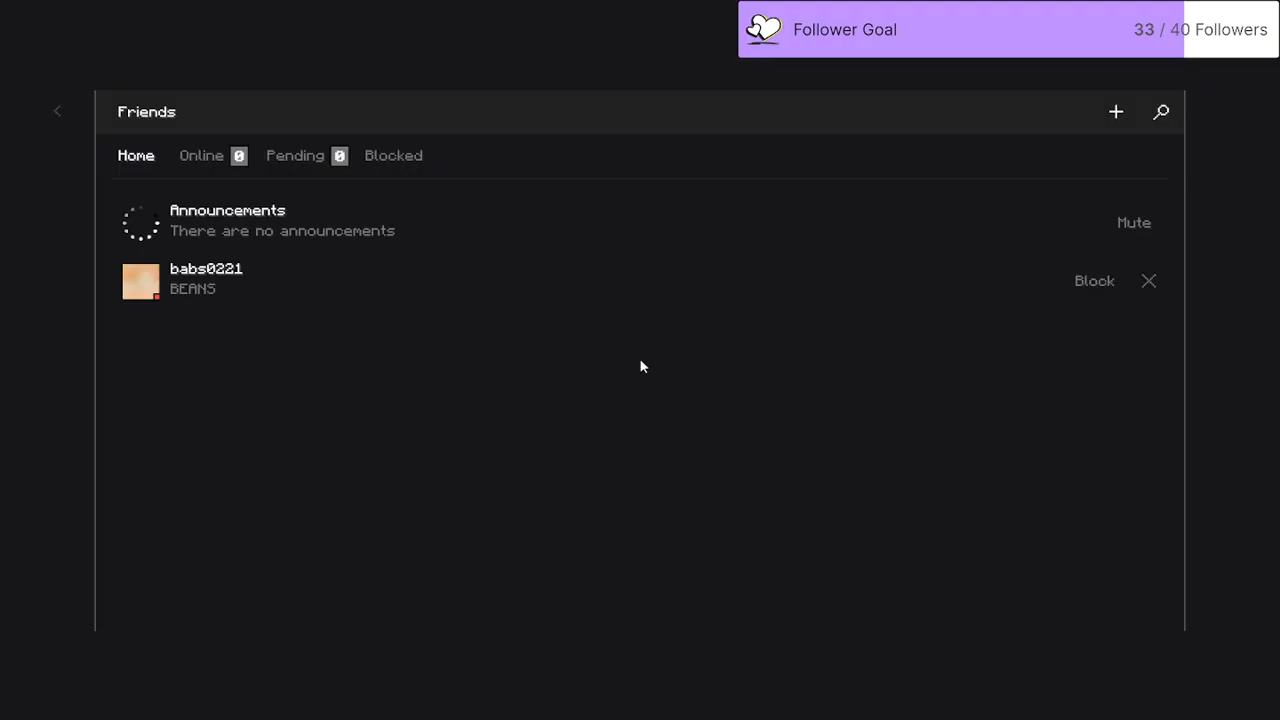 Follower Goal 33 / 40 Followers
Friends
Home Online 0 Pending 0 Blocked
Announcements
There are no announcements
Mute
babs0221
BEANS
Block